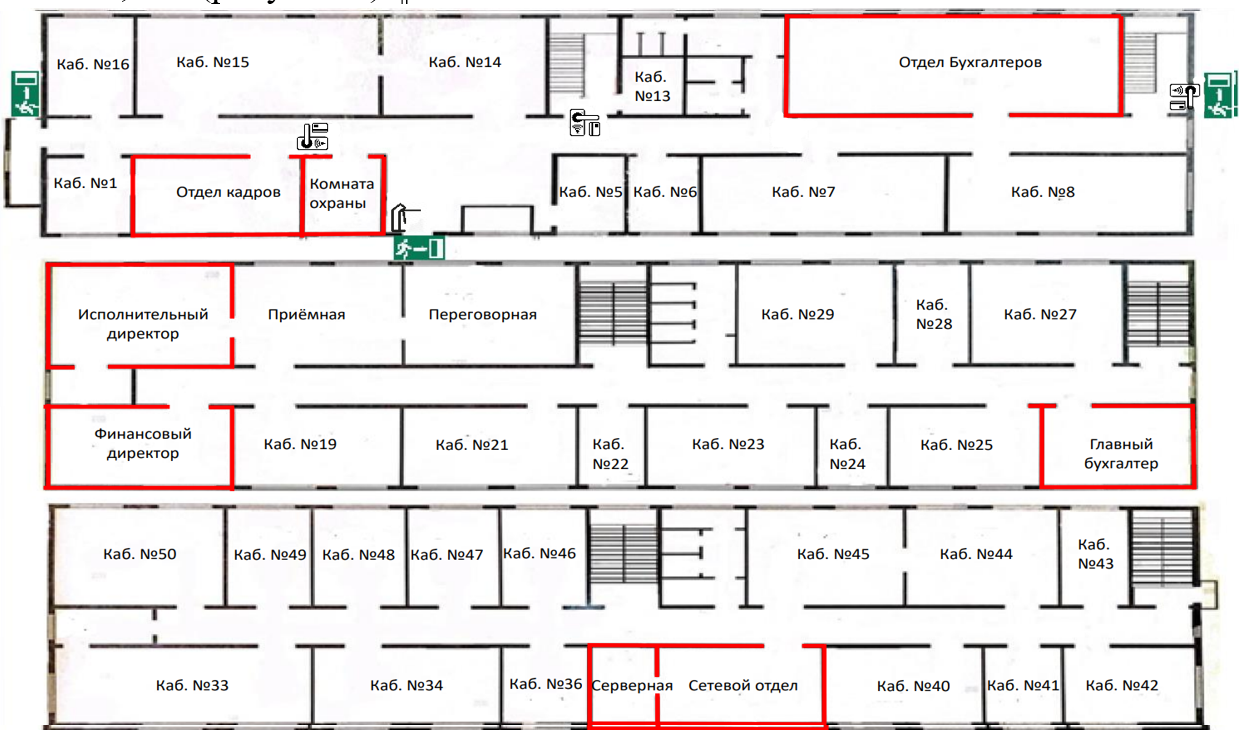 Каб. №16
Каб. №15
Каб. №14
Каб.
№13
Отдел Бухгалтеров
Каб. №1
Отдел кадров
Комната
охраны
Каб. №5
Каб. №6
Каб. №7
Каб. №8
Исполнительный
директор
Приёмная
Переговорная
Каб. №29
Каб.
№28
Каб. №27
Финансовый
директор
Каб. №19
Каб. №21
Каб.
№22
Каб. №23
Каб.
№24
Каб. №25
Главный
бухгалтер
Каб. №50
Каб. №49
Каб. №48
Каб. №47
Каб. №46
Каб. №45
Каб. №44
Каб.
№43
Каб. №33
Каб. №34
Каб. №36
Серверная
Сетевой отдел
Каб. №40
Каб. №41
Каб. №42